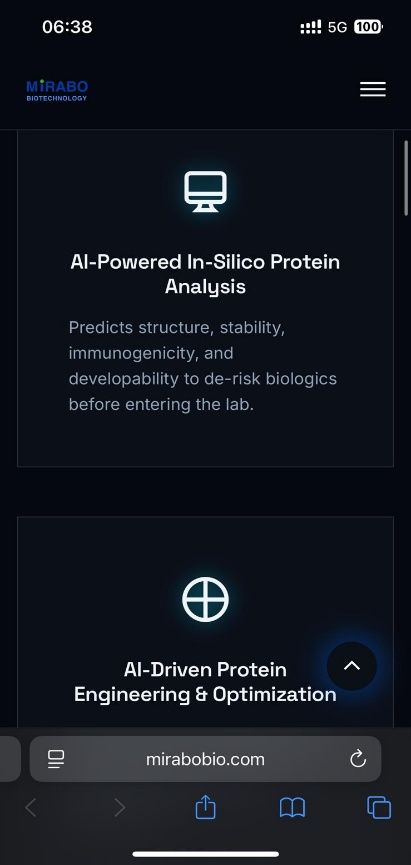 06:38
5G
100
MiRABO
BIOTECHNOLOGY
AI-Powered In-Silico Protein
Analysis
Predicts structure, stability,
immunogenicity, and
developability to de-risk biologics
before entering the lab.
AI-Driven Protein
Engineering & Optimization
mirabobio.com